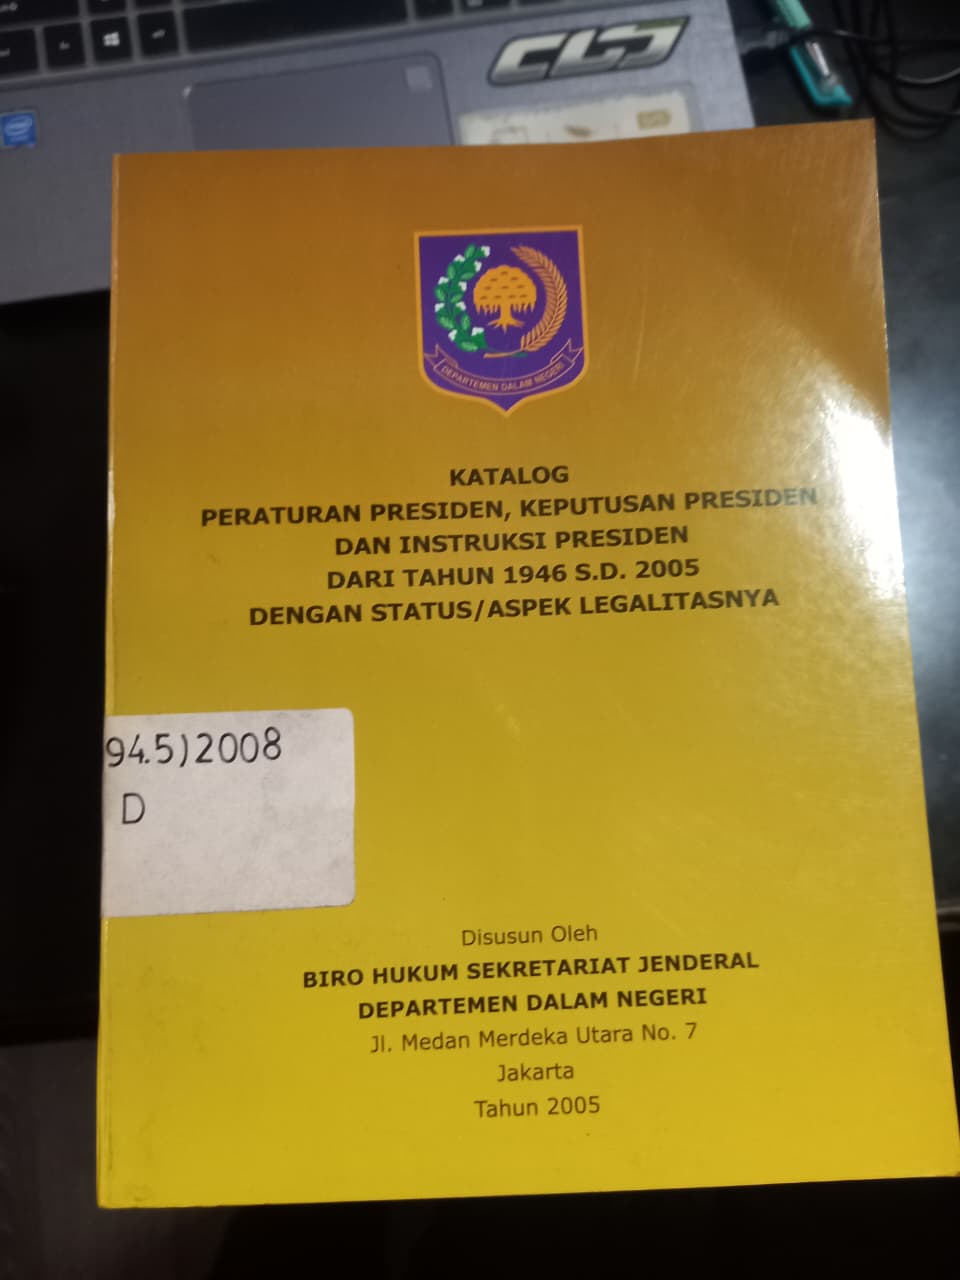 DEPARTEMEN DALAM NEGERI
KATALOG
PERATURAN PRESIDEN, KEPUTUSAN PRESIDEN
DAN INSTRUKSI PRESIDEN
DARI TAHUN 1946 S.D. 2005
DENGAN STATUS/ASPEK LEGALITASNYA
94.5)2008
D
Disusun Oleh
BIRO HUKUM SEKRETARIAT JENDERAL
DEPARTEMEN DALAM NEGERI
Jl. Medan Merdeka Utara No. 7
Jakarta
Tahun 2005